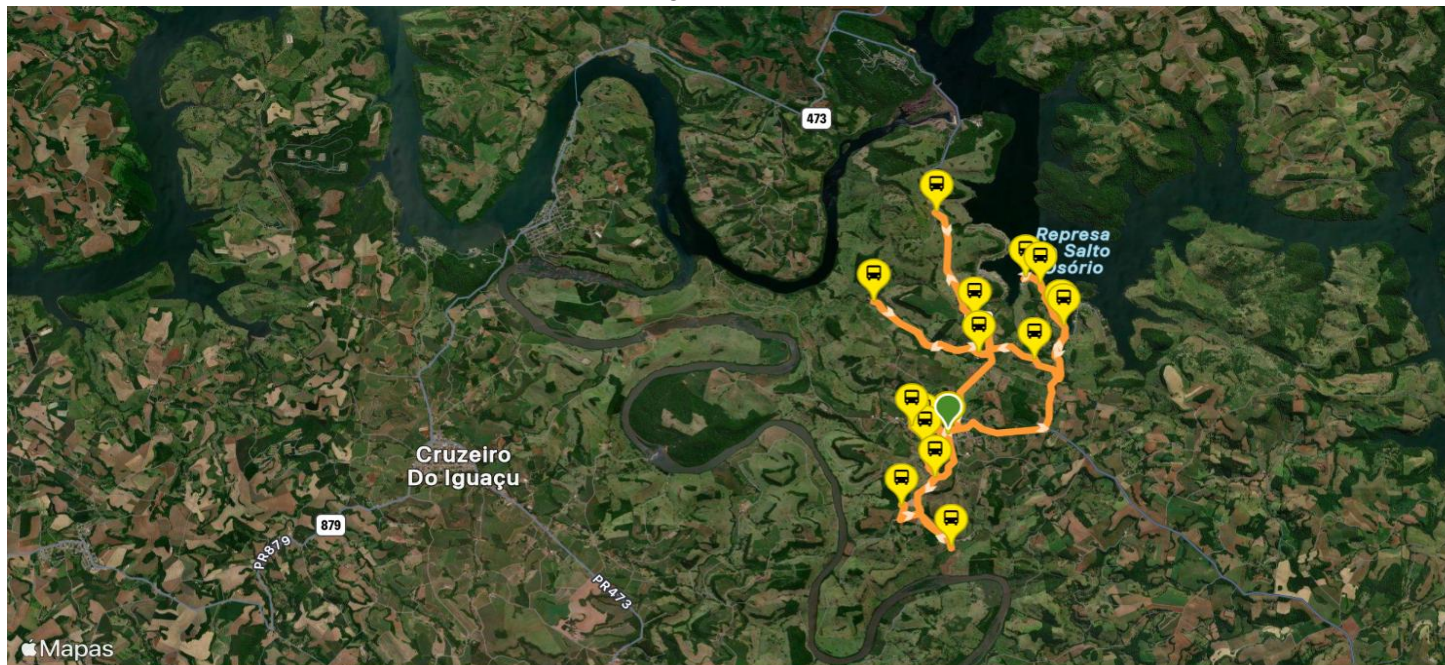 473
Represa
Salto
Osório
Cruzeiro
Do Iguaçu
879
PR879
PR473
Mapas